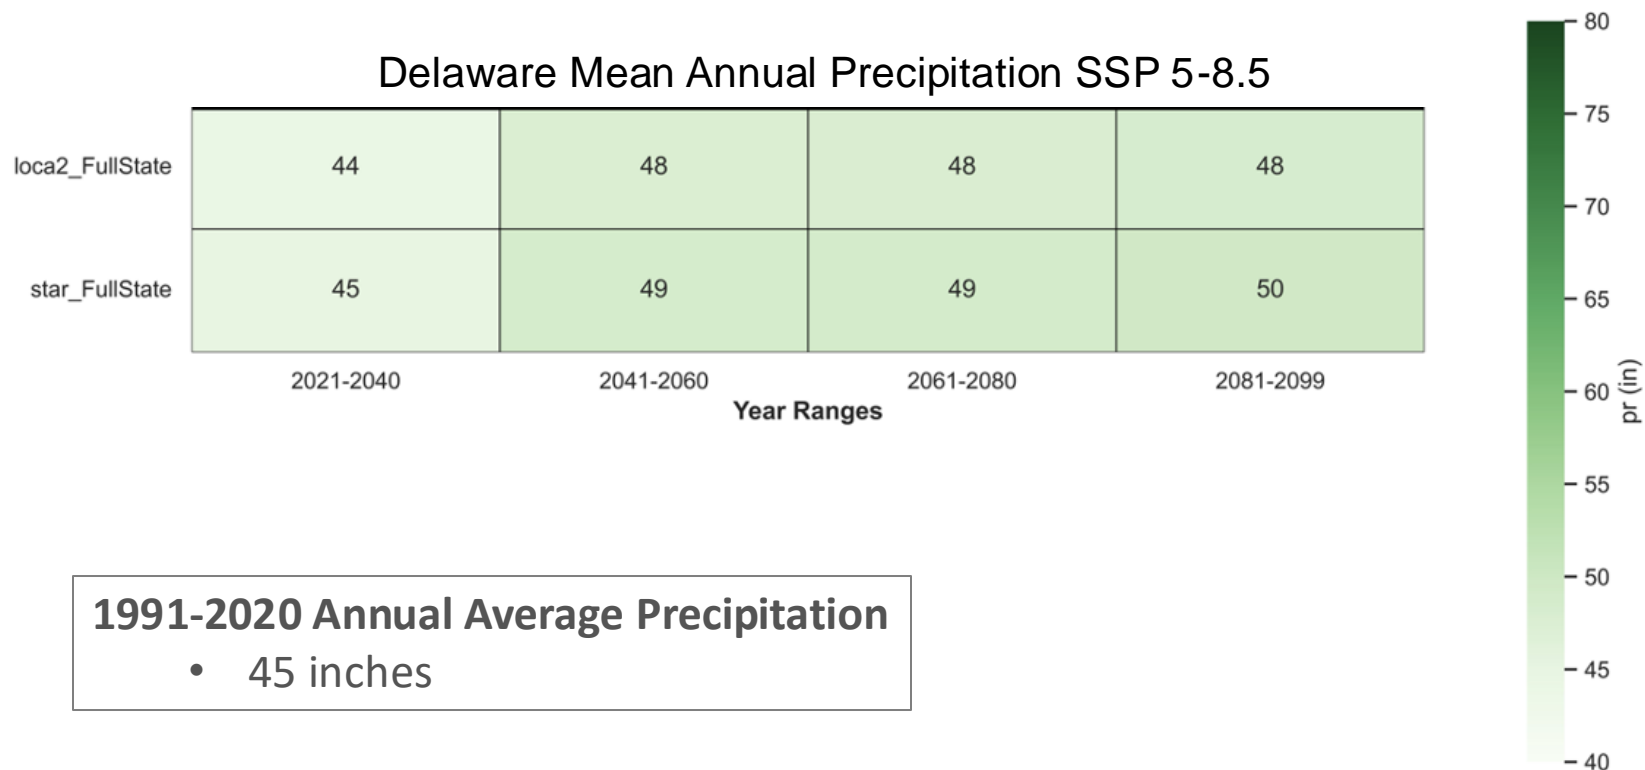 Delaware Mean Annual Precipitation SSP 5-8.5
loca2_FullState 44 48 48 48
star_FullState 45 49 49 50
2021-2040 2041-2060 2061-2080 2081-2099
Year Ranges
80
75
70
65
60
55
50
45
40
pr (in)
1991-2020 Annual Average Precipitation
• 45 inches